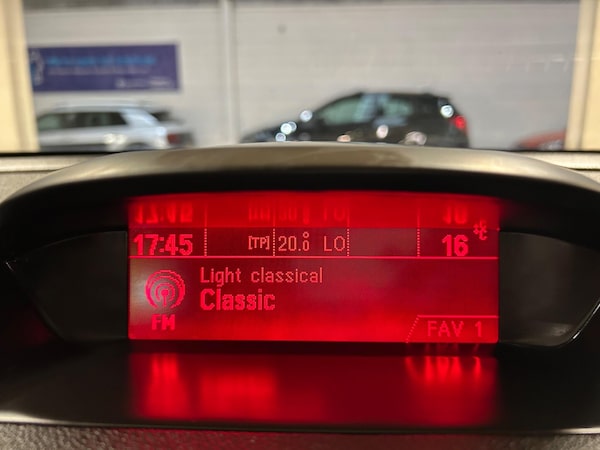 17:45 [TP] 20.0 LO 16
Light classical
Classic
FM
FAV 1